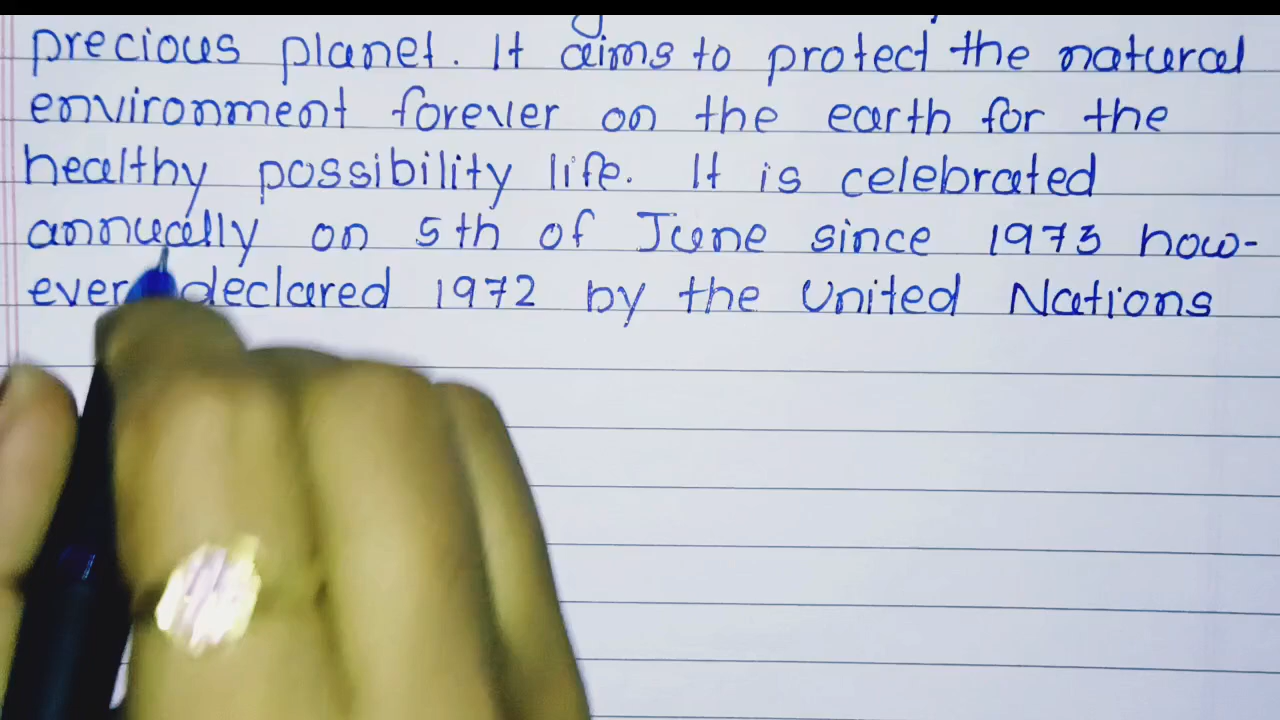 precious planet. It aims to protect the natural
environment forever on the earth for the
healthy possibility life. It is celebrated
annually on 5th of June since 1973 how-
ever declared 1972 by the United Nations